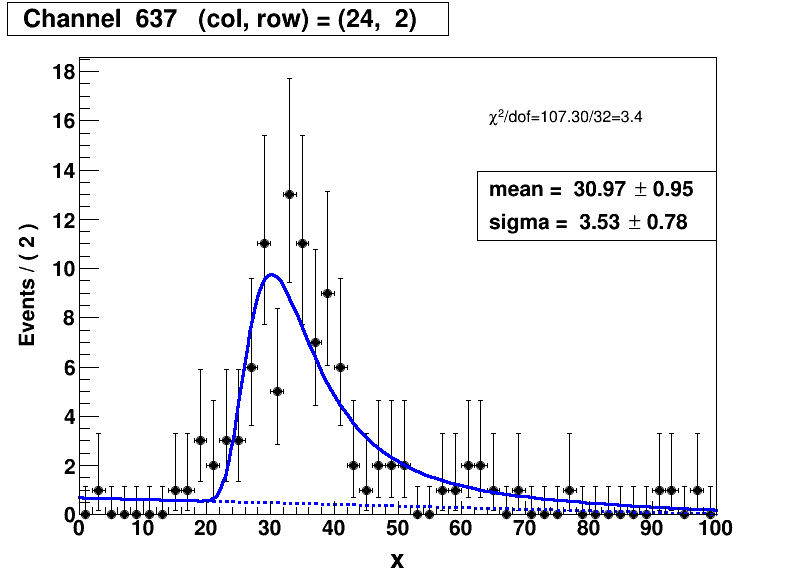 Channel 637 (col, row) = (24, 2)
χ²/dof=107.30/32=3.4
mean = 30.97 ± 0.95
sigma = 3.53 ± 0.78
Events / ( 2 )
18
16
14
12
10
8
6
4
2
0
0 10 20 30 40 50 60 70 80 90 100
x